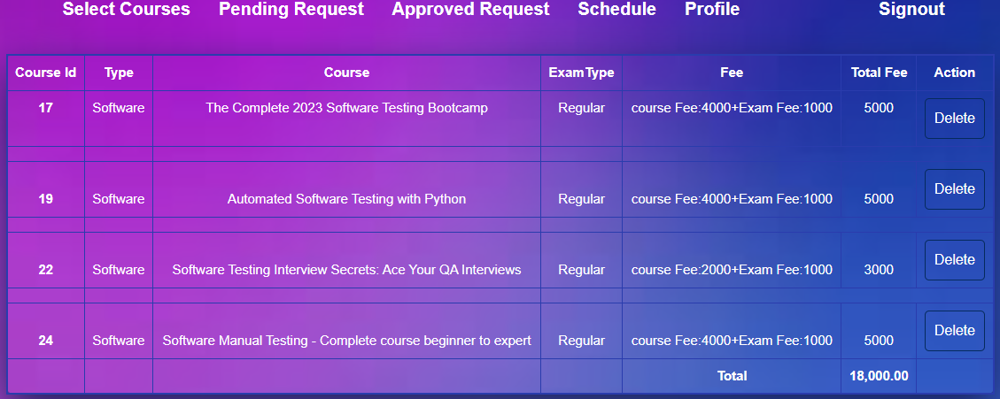 Select Courses Pending Request Approved Request Schedule Profile Signout
Course Id Type Course ExamType Fee Total Fee Action
17 Software The Complete 2023 Software Testing Bootcamp Regular course Fee:4000+Exam Fee:1000 5000 Delete
19 Software Automated Software Testing with Python Regular course Fee:4000+Exam Fee:1000 5000 Delete
22 Software Software Testing Interview Secrets: Ace Your QA Interviews Regular course Fee:2000+Exam Fee:1000 3000 Delete
24 Software Software Manual Testing - Complete course beginner to expert Regular course Fee:4000+Exam Fee:1000 5000 Delete
Total 18,000.00